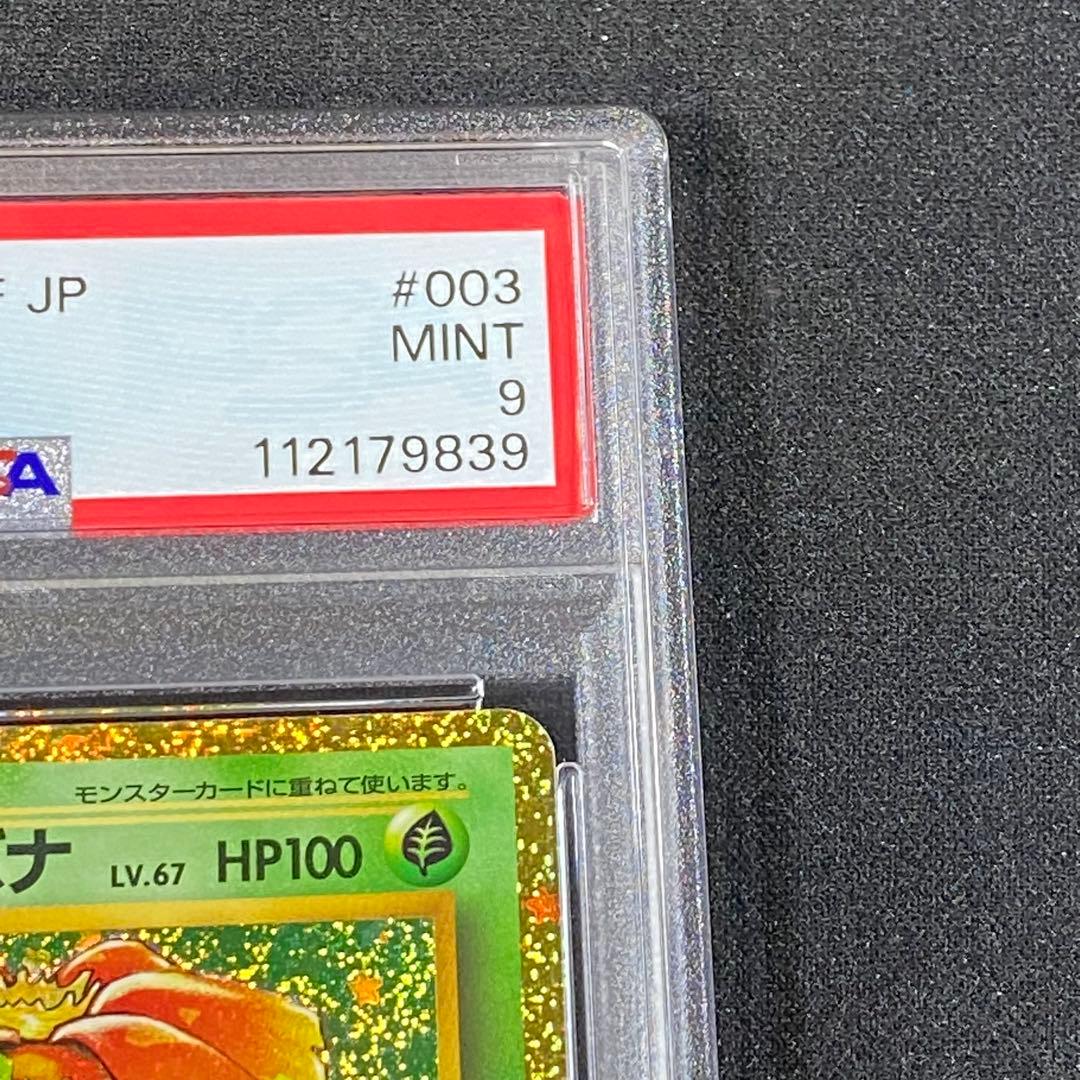 JP #003
MINT
9
112179839
モンスターカードに重ねて使います。
ナ LV.67 HP100